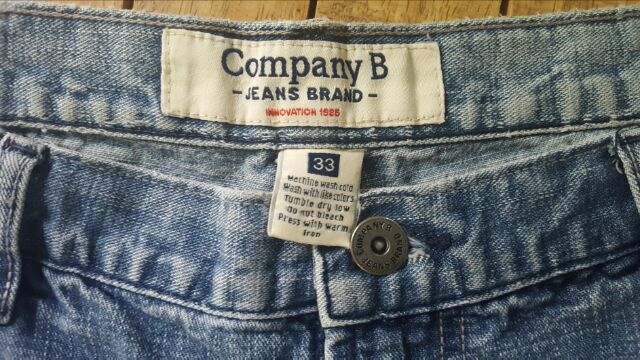 Company B
- JEANS BRAND -
INNOVATION 1985
33
Machine wash cold
Wash with like colors
Tumble dry low
Do not bleach
Press with warm
iron
COMPANY B.
JEANS BRAND